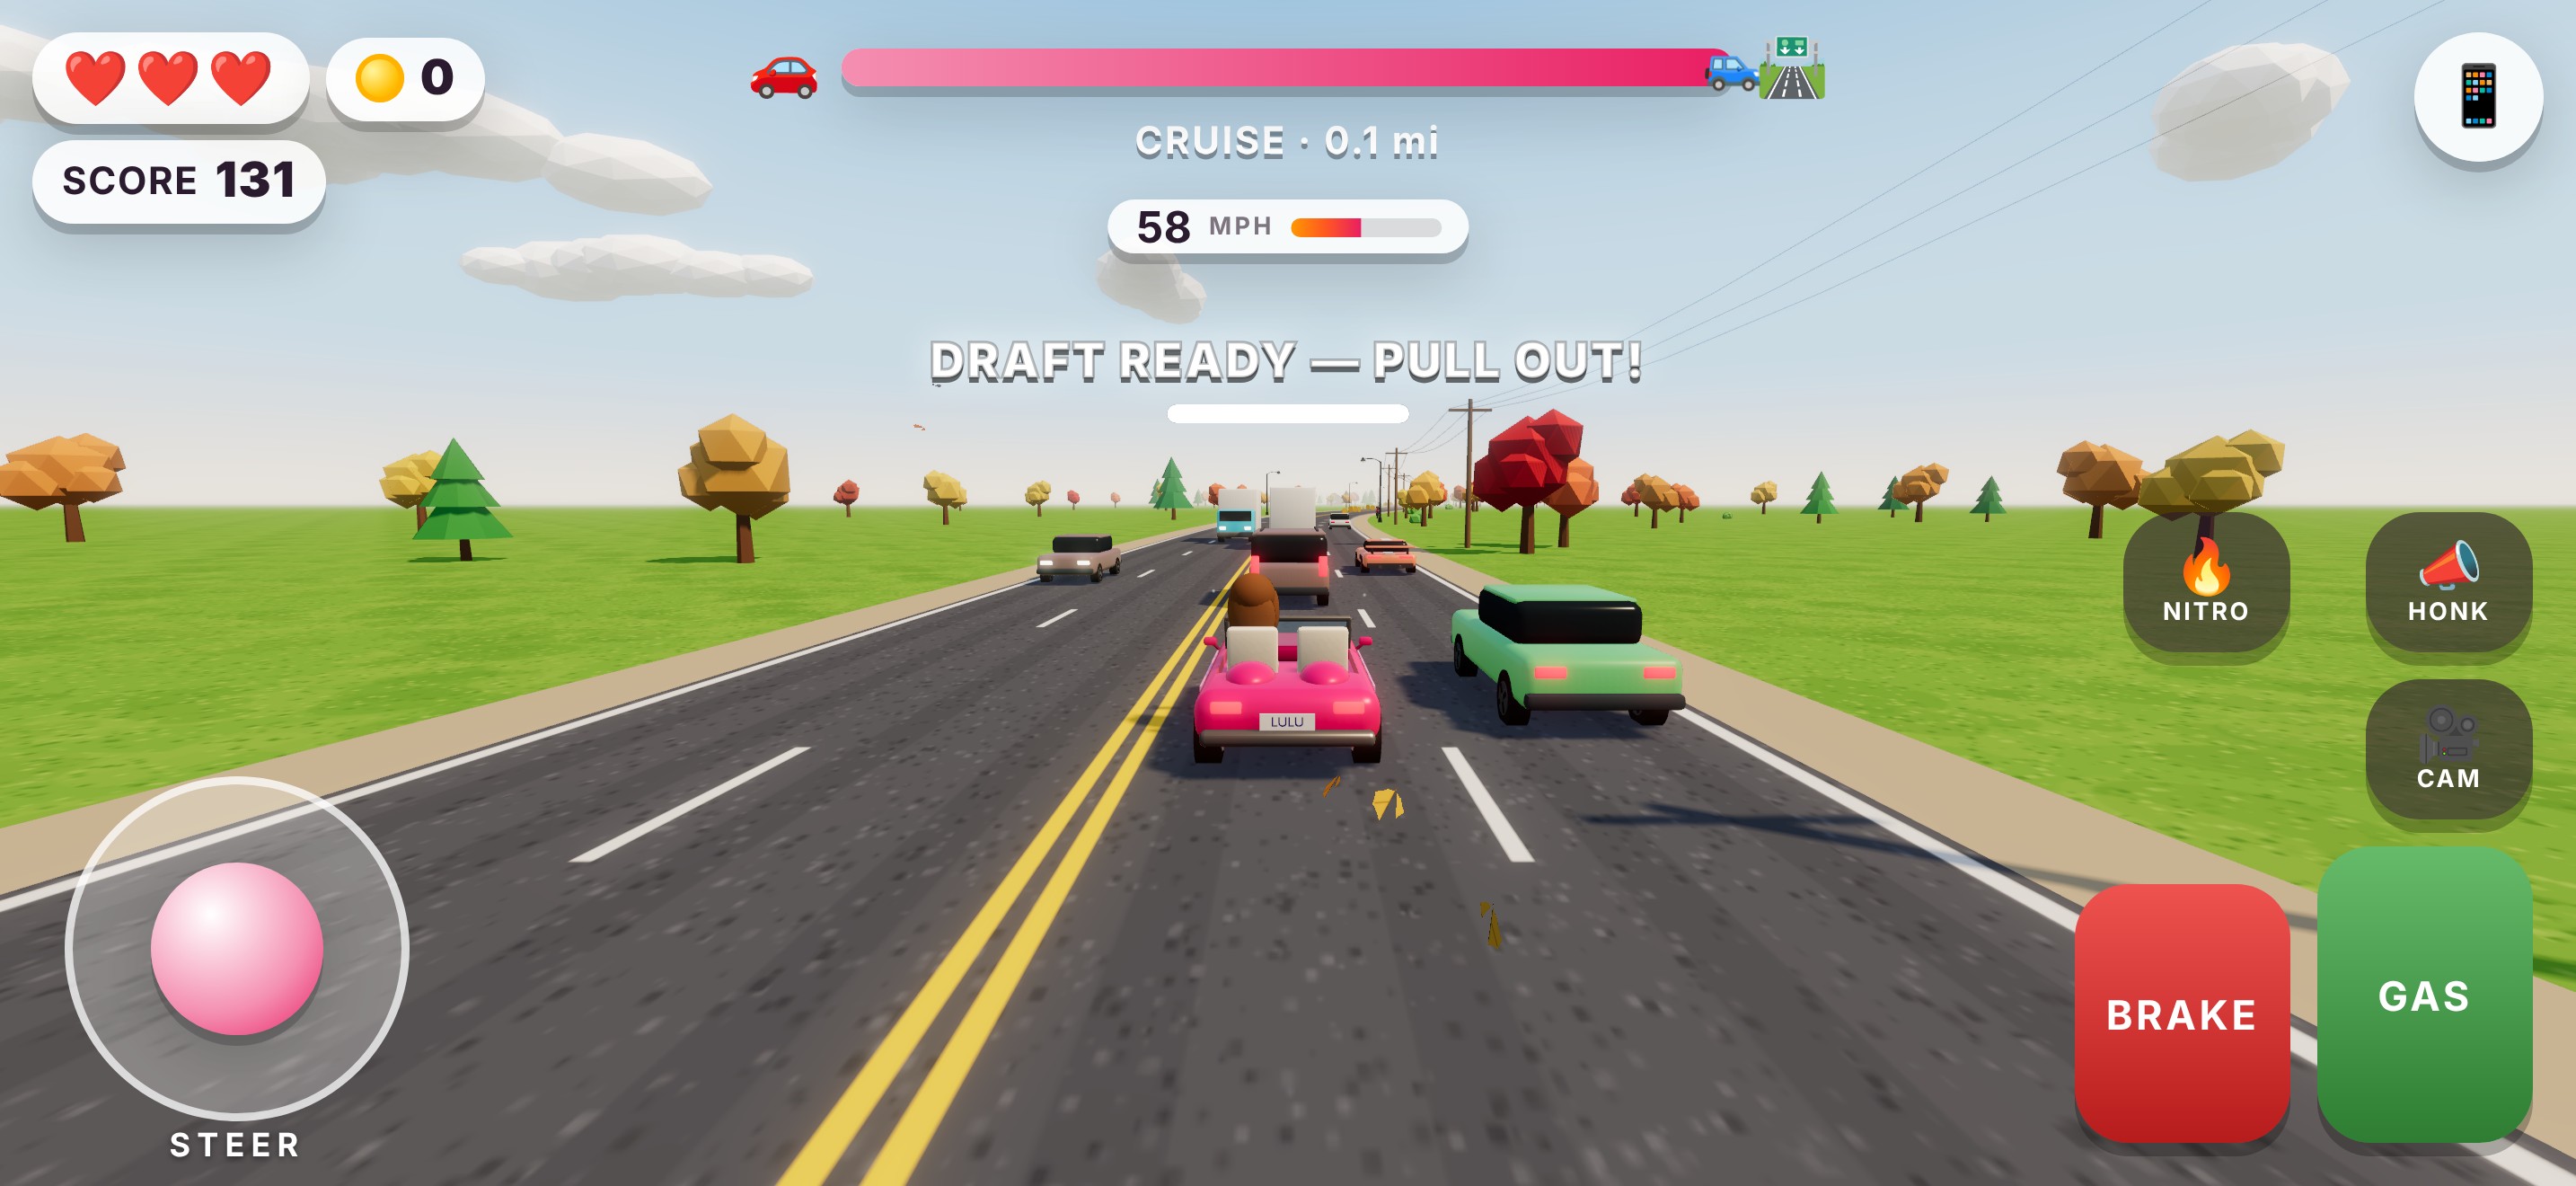 0
SCORE 131
CRUISE · 0.1 mi
58 MPH
DRAFT READY — PULL OUT!
NITRO
HONK
LULU
CAM
BRAKE
GAS
STEER